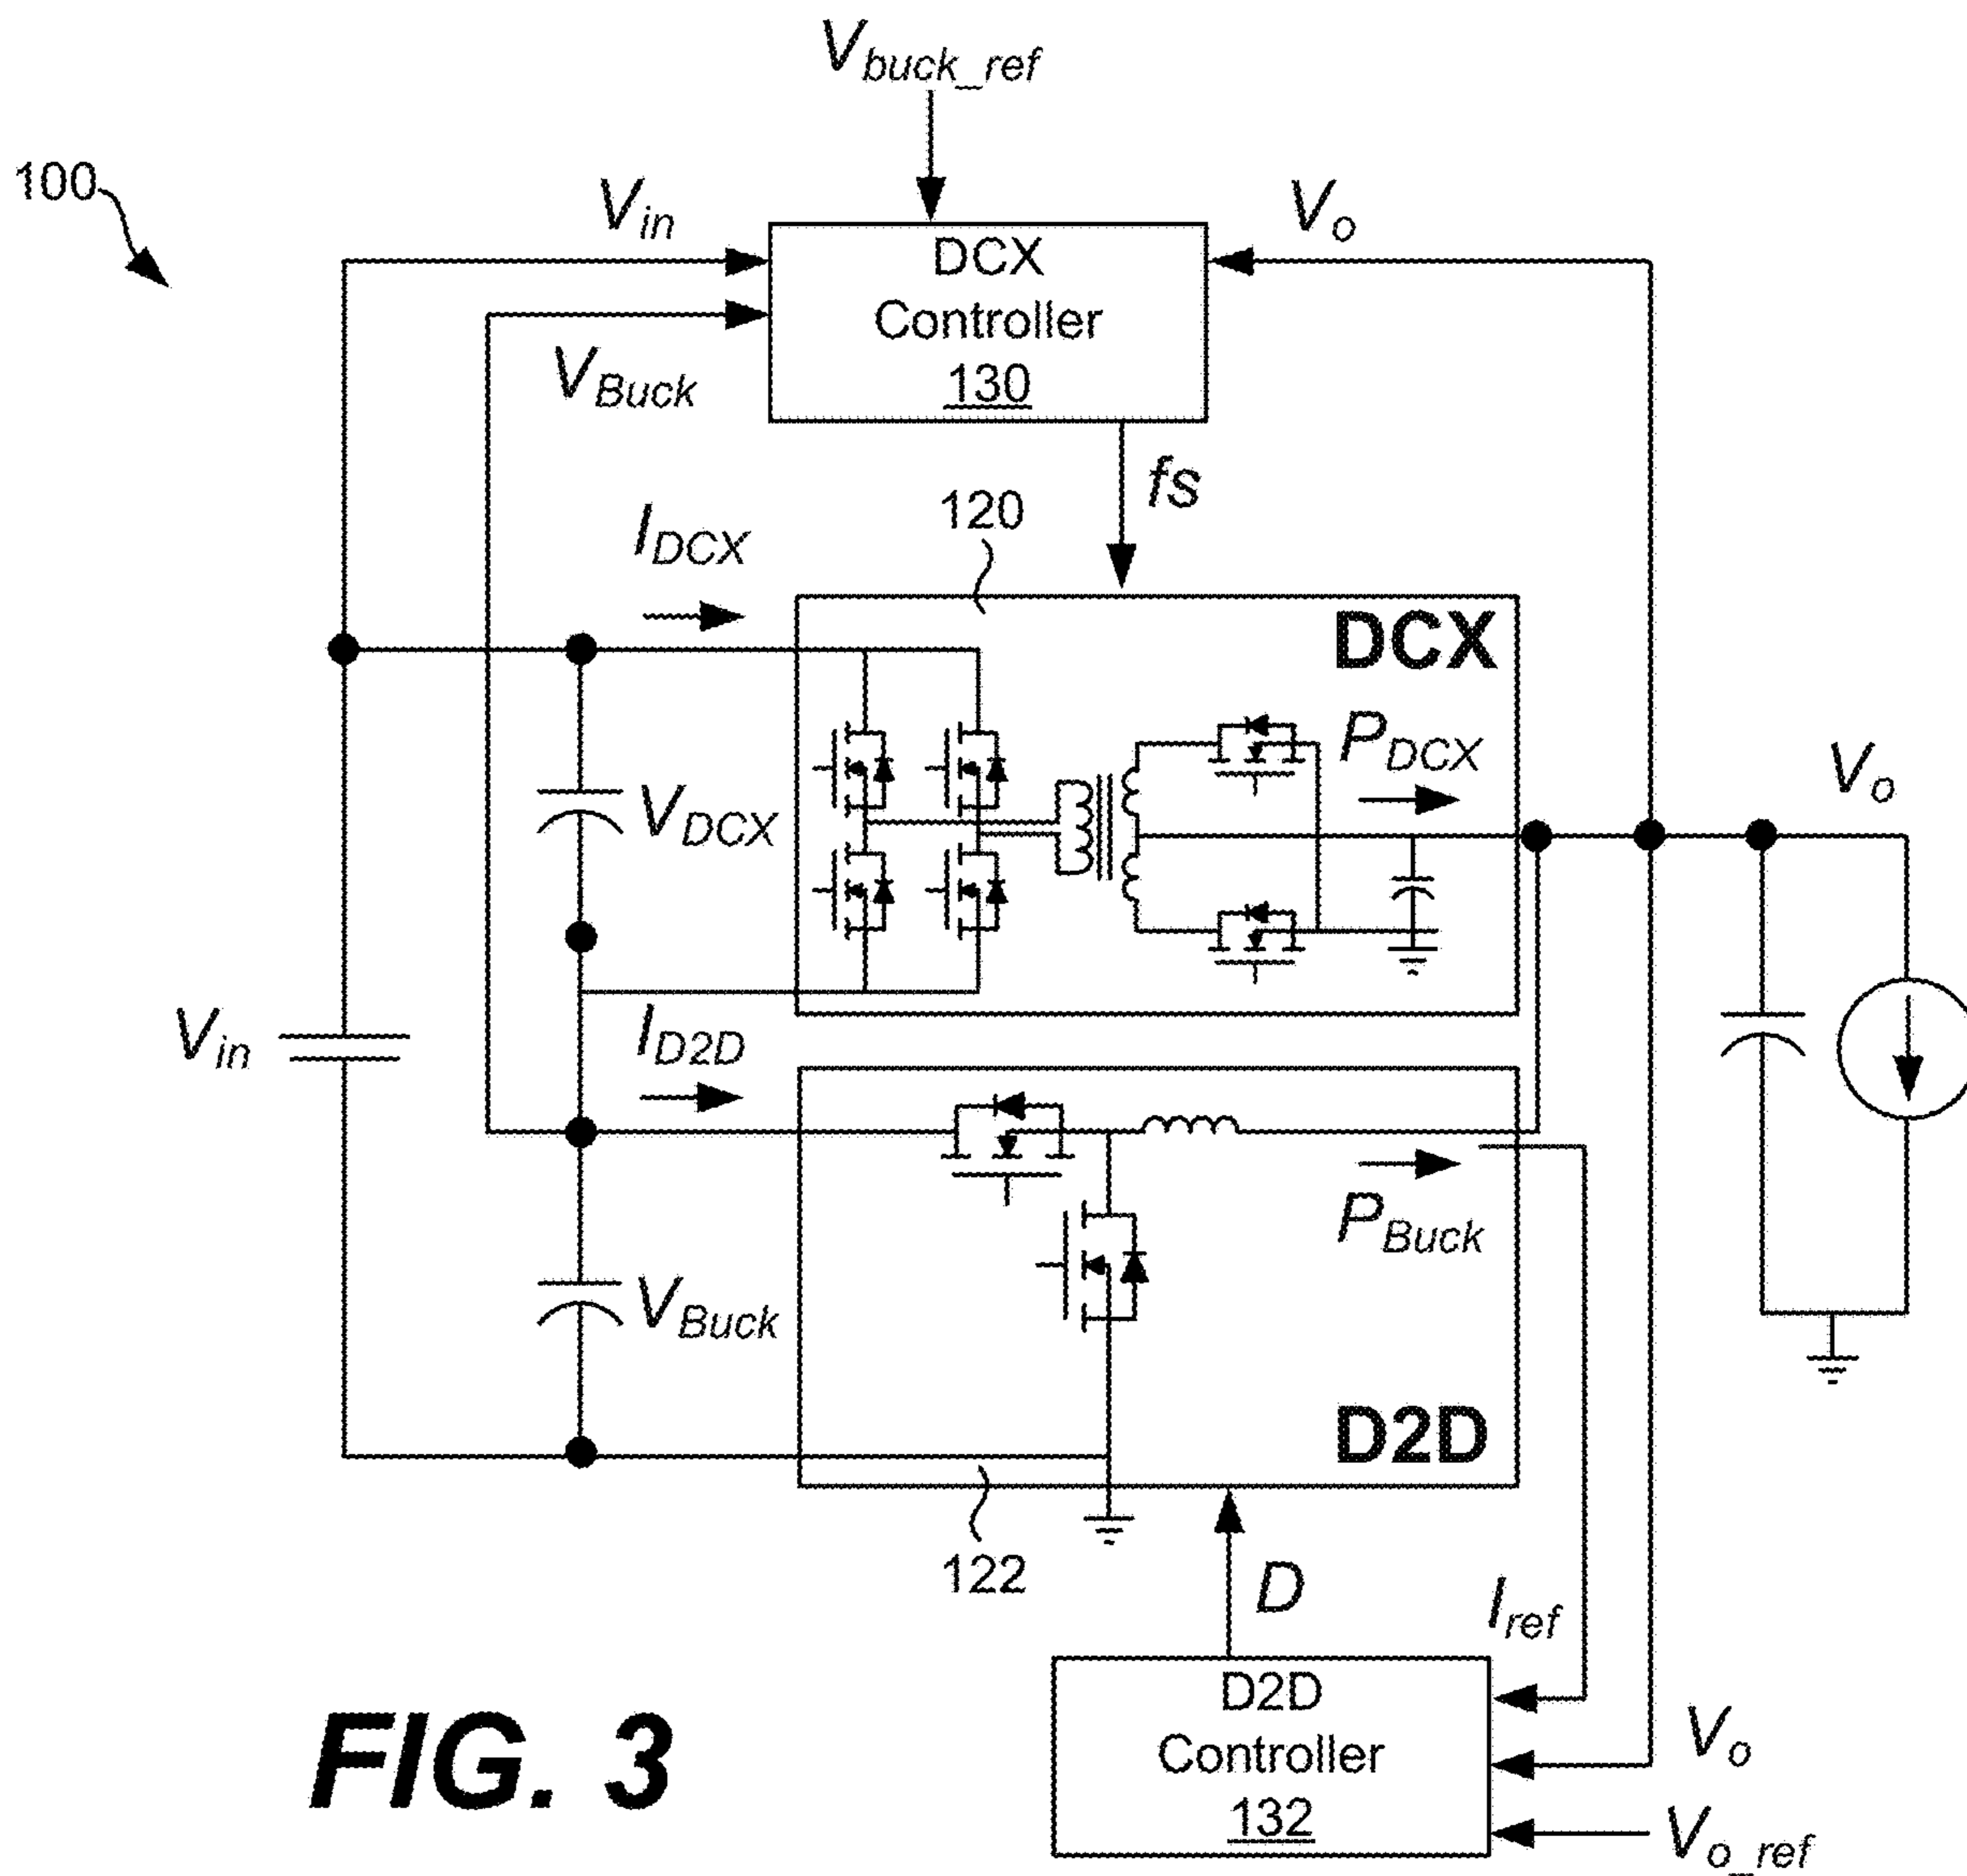 V_buck_ref
100
V_in
V_o
DCX
Controller
130
V_Buck
fs
120
I_DCX
DCX
P_DCX
V_DCX
V_o
V_in
I_D2D
P_Buck
V_Buck
D2D
122
D
I_ref
D2D
Controller
132
V_o
V_o_ref
FIG. 3